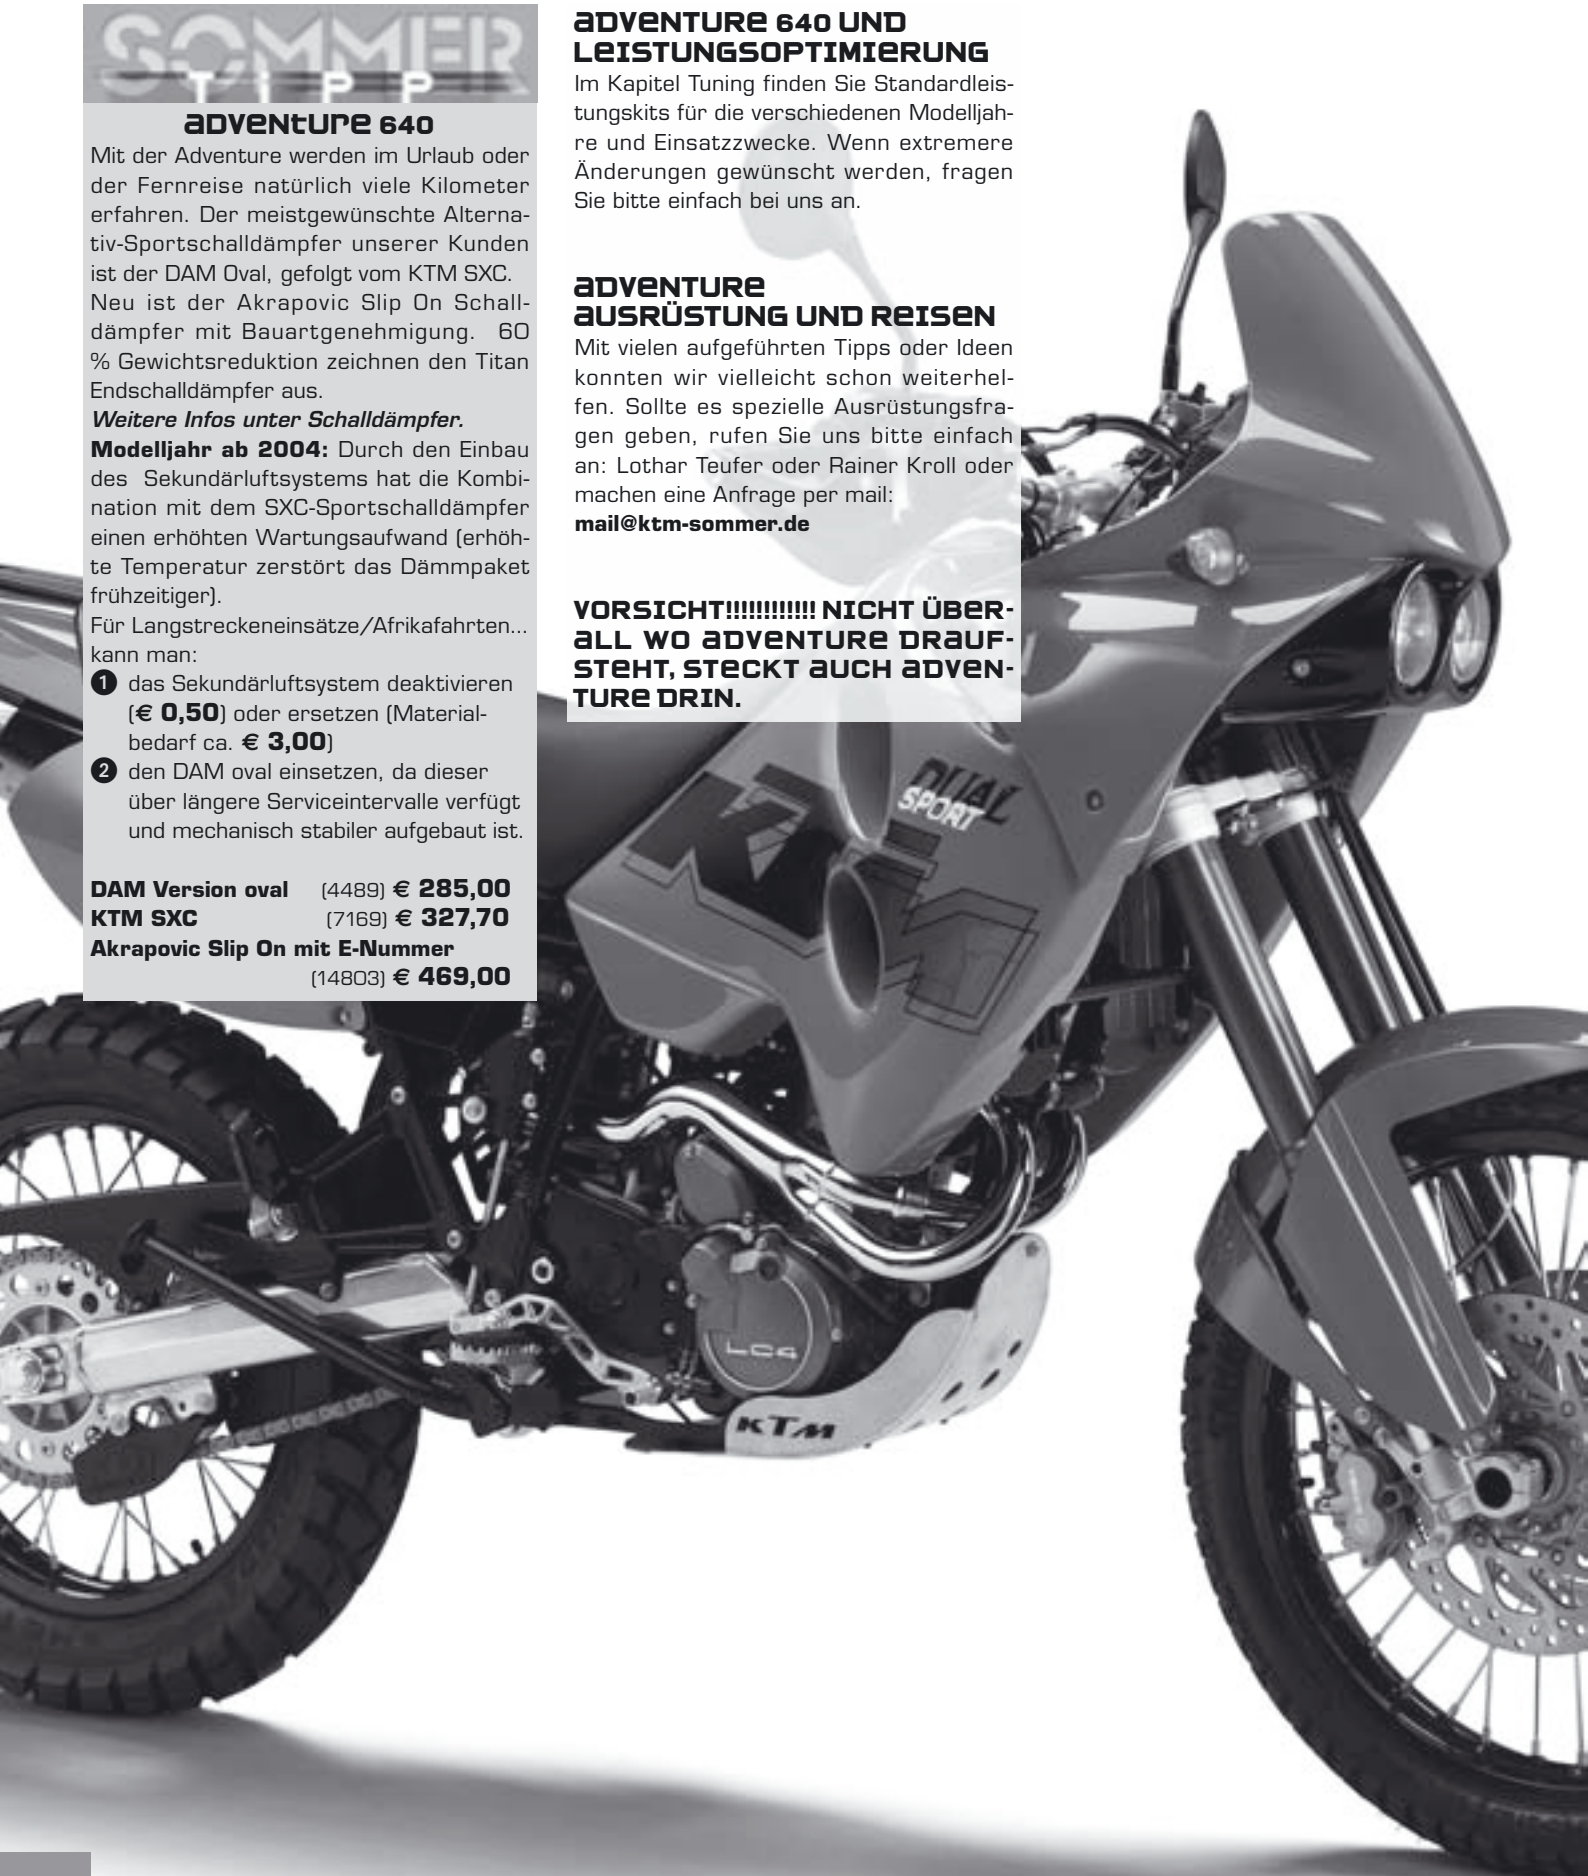 SOMMER
TIPP
ADVENTURE 640
Mit der Adventure werden im Urlaub oder
der Fernreise natürlich viele Kilometer
erfahren. Der meistgewünschte Alterna-
tiv-Sportschalldämpfer unserer Kunden
ist der DAM Oval, gefolgt vom KTM SXC.
Neu ist der Akrapovic Slip On Schall-
dämpfer mit Bauartgenehmigung. 60
% Gewichtsreduktion zeichnen den Titan
Endschalldämpfer aus.
Weitere Infos unter Schalldämpfer.
Modelljahr ab 2004: Durch den Einbau
des Sekundärluftsystems hat die Kombi-
nation mit dem SXC-Sportschalldämpfer
einen erhöhten Wartungsaufwand (erhöh-
te Temperatur zerstört das Dämmpaket
frühzeitiger).
Für Langstreckeneinsätze/Afrikafahrten...
kann man:
❶ das Sekundärluftsystem deaktivieren
(€ 0,50) oder ersetzen (Material-
bedarf ca. € 3,00)
❷ den DAM oval einsetzen, da dieser
über längere Serviceintervalle verfügt
und mechanisch stabiler aufgebaut ist.
DAM Version oval (4489) € 285,00
KTM SXC (7169) € 327,70
Akrapovic Slip On mit E-Nummer
(14803) € 469,00
ADVENTURE 640 UND
LEISTUNGSOPTIMIERUNG
Im Kapitel Tuning finden Sie Standardleis-
tungskits für die verschiedenen Modelljah-
re und Einsatzzwecke. Wenn extremere
Änderungen gewünscht werden, fragen
Sie bitte einfach bei uns an.
ADVENTURE
AUSRÜSTUNG UND REISEN
Mit vielen aufgeführten Tipps oder Ideen
konnten wir vielleicht schon weiterhel-
fen. Sollte es spezielle Ausrüstungsfra-
gen geben, rufen Sie uns bitte einfach
an: Lothar Teufer oder Rainer Kroll oder
machen eine Anfrage per mail:
mail@ktm-sommer.de
VORSICHT!!!!!!!!!!!! NICHT ÜBER-
ALL WO ADVENTURE DRAUF-
STEHT, STECKT AUCH ADVEN-
TURE DRIN.
DUAL
SPORT
KTM
LC4
KTM